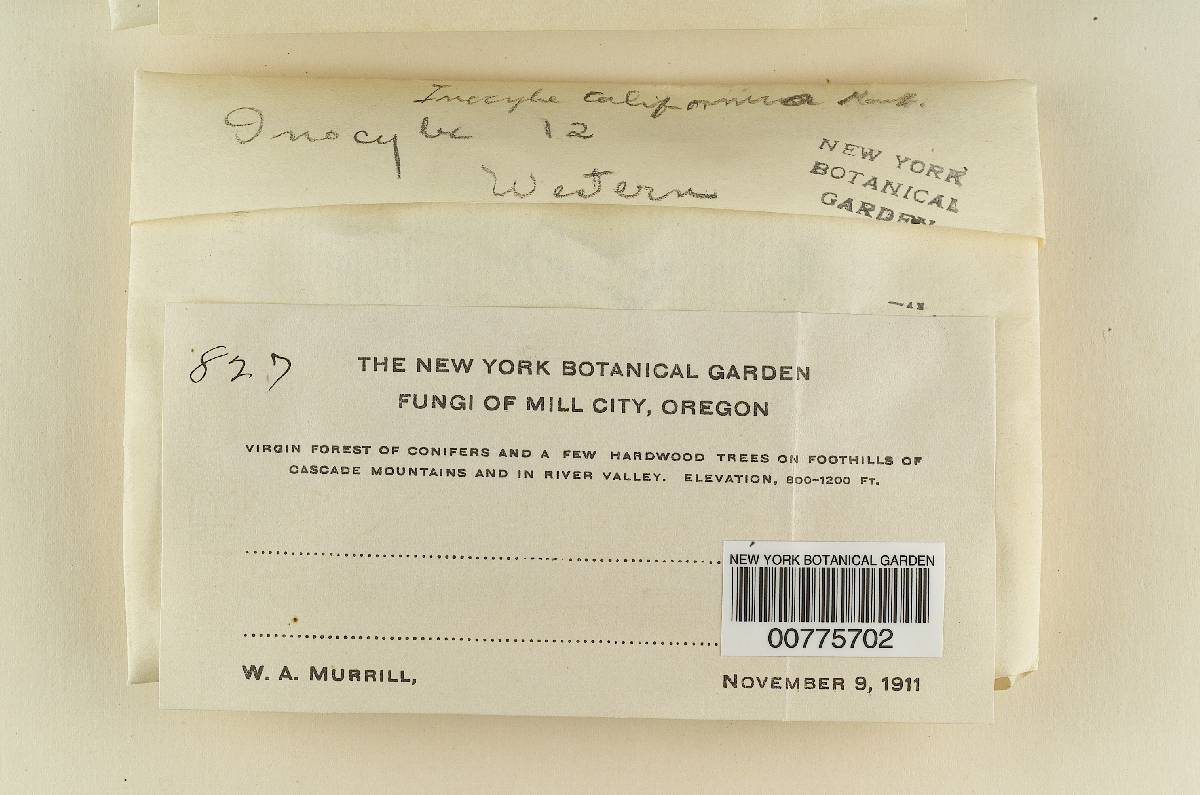 Inocybe californica Kauf.
Inocybe 12
Western
NEW YORK
BOTANICAL
GARDEN
827
THE NEW YORK BOTANICAL GARDEN
FUNGI OF MILL CITY, OREGON
VIRGIN FOREST OF CONIFERS AND A FEW HARDWOOD TREES ON FOOTHILLS OF
CASCADE MOUNTAINS AND IN RIVER VALLEY. ELEVATION, 800-1200 FT.
NEW YORK BOTANICAL GARDEN
00775702
W. A. MURRILL,
NOVEMBER 9, 1911